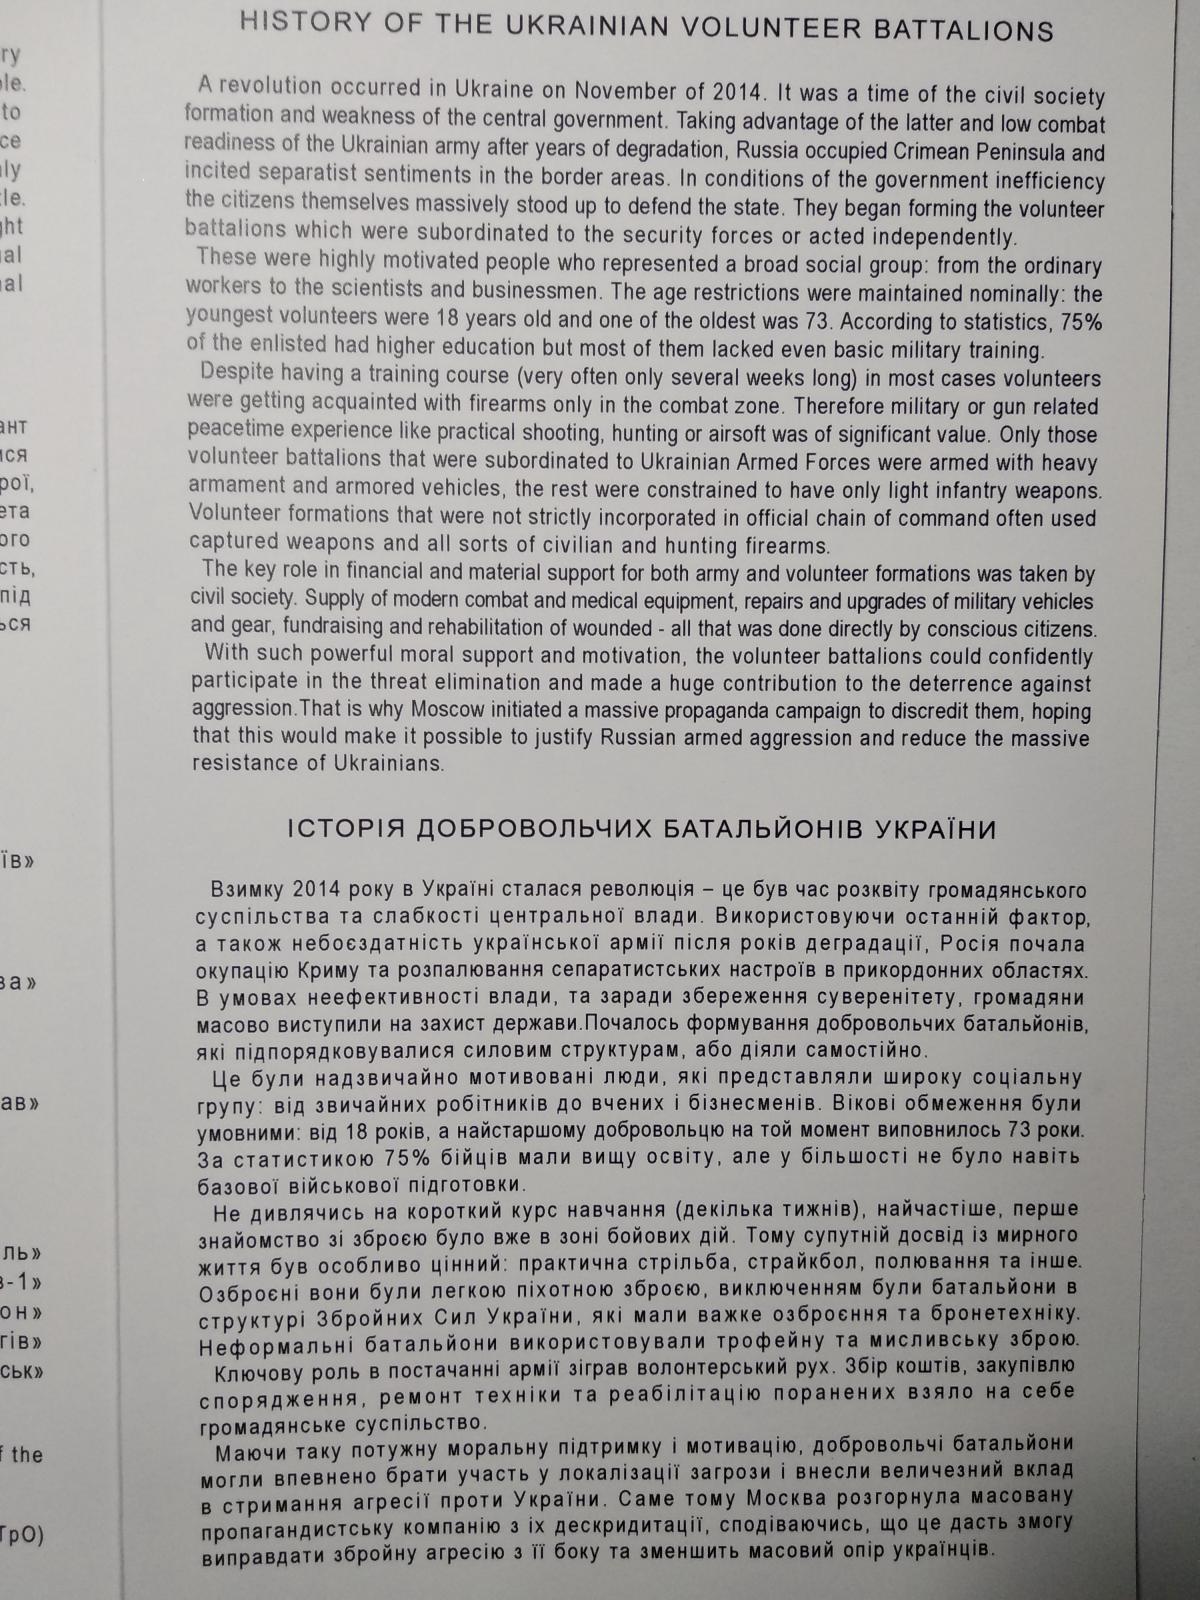 ry
ple.
to
ce
ly
tle.
ght
al
al
ант
ися
рої,
ета
ого
сть,
під
ься
їв»
ва»
ав»
ль»
в-1»
он»
гів»
ськ»
f the
ТрО)
HISTORY OF THE UKRAINIAN VOLUNTEER BATTALIONS
A revolution occurred in Ukraine on November of 2014. It was a time of the civil society
formation and weakness of the central government. Taking advantage of the latter and low combat
readiness of the Ukrainian army after years of degradation, Russia occupied Crimean Peninsula and
incited separatist sentiments in the border areas. In conditions of the government inefficiency
the citizens themselves massively stood up to defend the state. They began forming the volunteer
battalions which were subordinated to the security forces or acted independently.
These were highly motivated people who represented a broad social group: from the ordinary
workers to the scientists and businessmen. The age restrictions were maintained nominally: the
youngest volunteers were 18 years old and one of the oldest was 73. According to statistics, 75%
of the enlisted had higher education but most of them lacked even basic military training.
Despite having a training course (very often only several weeks long) in most cases volunteers
were getting acquainted with firearms only in the combat zone. Therefore military or gun related
peacetime experience like practical shooting, hunting or airsoft was of significant value. Only those
volunteer battalions that were subordinated to Ukrainian Armed Forces were armed with heavy
armament and armored vehicles, the rest were constrained to have only light infantry weapons.
Volunteer formations that were not strictly incorporated in official chain of command often used
captured weapons and all sorts of civilian and hunting firearms.
The key role in financial and material support for both army and volunteer formations was taken by
civil society. Supply of modern combat and medical equipment, repairs and upgrades of military vehicles
and gear, fundraising and rehabilitation of wounded - all that was done directly by conscious citizens.
With such powerful moral support and motivation, the volunteer battalions could confidently
participate in the threat elimination and made a huge contribution to the deterrence against
aggression.That is why Moscow initiated a massive propaganda campaign to discredit them, hoping
that this would make it possible to justify Russian armed aggression and reduce the massive
resistance of Ukrainians.
ІСТОРІЯ ДОБРОВОЛЬЧИХ БАТАЛЬЙОНІВ УКРАЇНИ
Взимку 2014 року в Україні сталася революція – це був час розквіту громадянського
суспільства та слабкості центральної влади. Використовуючи останній фактор,
а також небоєздатність української армії після років деградації, Росія почала
окупацію Криму та розпалювання сепаратистських настроїв в прикордонних областях.
В умовах неефективності влади, та заради збереження суверенітету, громадяни
масово виступили на захист держави.Почалось формування добровольчих батальйонів,
які підпорядковувалися силовим структурам, або діяли самостійно.
Це були надзвичайно мотивовані люди, які представляли широку соціальну
групу: від звичайних робітників до вчених і бізнесменів. Вікові обмеження були
умовними: від 18 років, а найстаршому добровольцю на той момент виповнилось 73 роки.
За статистикою 75% бійців мали вищу освіту, але у більшості не було навіть
базової військової підготовки.
Не дивлячись на короткий курс навчання (декілька тижнів), найчастіше, перше
знайомство зі зброєю було вже в зоні бойових дій. Тому супутній досвід із мирного
життя був особливо цінний: практична стрільба, страйкбол, полювання та інше.
Озброєні вони були легкою піхотною зброєю, виключенням були батальйони в
структурі Збройних Сил України, які мали важке озброєння та бронетехніку.
Неформальні батальйони використовували трофейну та мисливську зброю.
Ключову роль в постачанні армії зіграв волонтерський рух. Збір коштів, закупівлю
спорядження, ремонт техніки та реабілітацію поранених взяло на себе
громадянське суспільство.
Маючи таку потужну моральну підтримку і мотивацію, добровольчі батальйони
могли впевнено брати участь у локалізації загрози і внесли величезний вклад
в стримання агресії проти України. Саме тому Москва розгорнула масовану
пропагандистську компанію з їх дескридитації, сподіваючись, що це дасть змогу
виправдати збройну агресію з її боку та зменшить масовий опір українців.